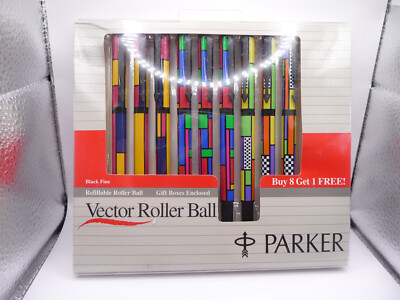 Black Fine
Refillable Roller Ball Gift Boxes Enclosed
Buy 8 Get 1 FREE!
Vector Roller Ball
PARKER